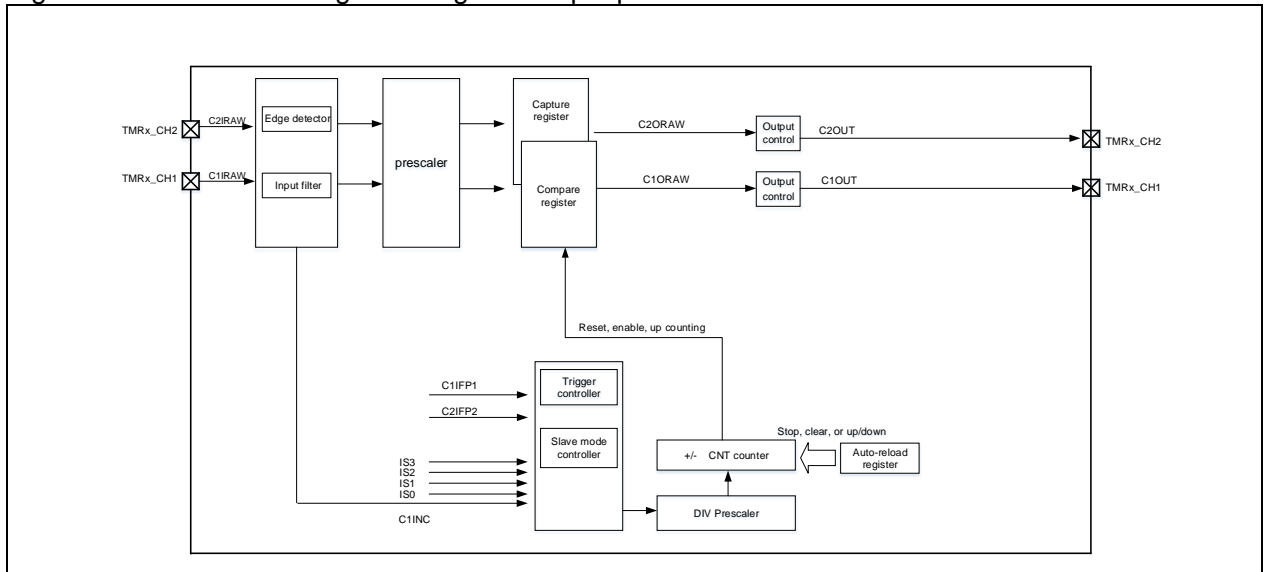 C2IRAW
TMRx_CH2
Edge detector
Capture
register
C2ORAW
Output
control
C2OUT
TMRx_CH2
prescaler
C1IRAW
TMRx_CH1
Input filter
Compare
register
C1ORAW
Output
control
C1OUT
TMRx_CH1
Reset, enable, up counting
C1IFP1
Trigger
controller
C2IFP2
Slave mode
controller
Stop, clear, or up/down
+/- CNT counter
Auto-reload
register
IS3
IS2
IS1
IS0
C1INC
DIV Prescaler